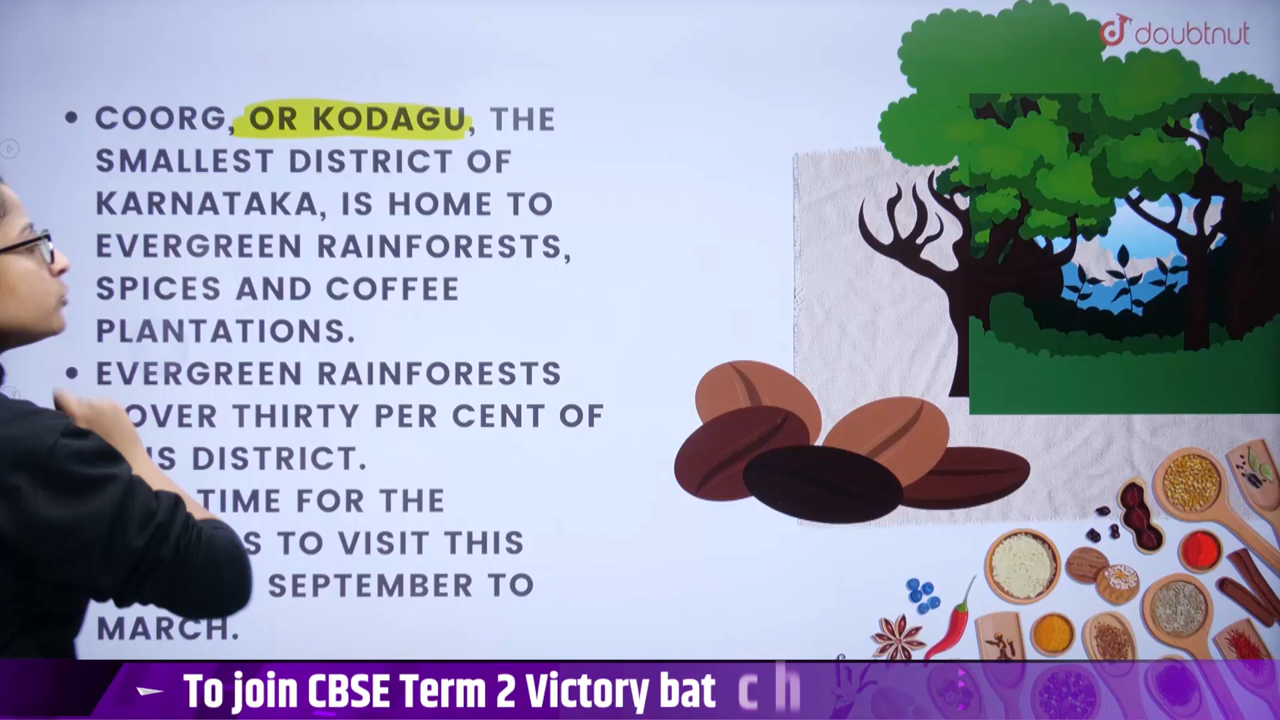 doubtnut
• COORG, OR KODAGU, THE
SMALLEST DISTRICT OF
KARNATAKA, IS HOME TO
EVERGREEN RAINFORESTS,
SPICES AND COFFEE
PLANTATIONS.
• EVERGREEN RAINFORESTS
OVER THIRTY PER CENT OF
IS DISTRICT.
TIME FOR THE
S TO VISIT THIS
SEPTEMBER TO
MARCH.
To join CBSE Term 2 Victory bat c h